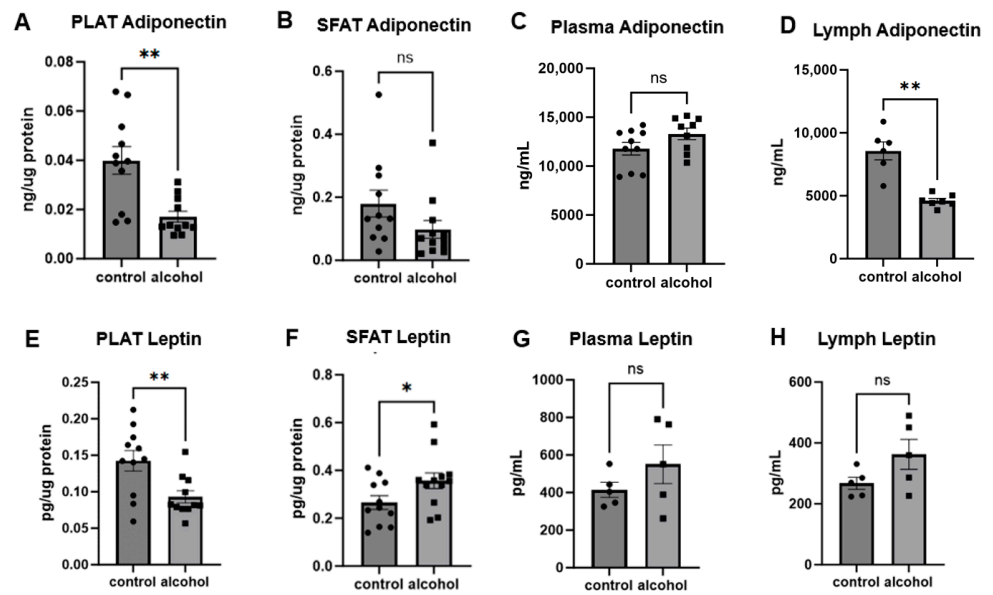 A PLAT Adiponectin
ng/ug protein
0.08
0.06
0.04
0.02
0.00
**
control alcohol
B SFAT Adiponectin
ng/ug protein
0.6
0.4
0.2
0.0
ns
control alcohol
C Plasma Adiponectin
ng/mL
20,000
15,000
10,000
5000
0
ns
control alcohol
D Lymph Adiponectin
ng/mL
15,000
10,000
5000
0
**
control alcohol
E PLAT Leptin
pg/ug protein
0.25
0.20
0.15
0.10
0.05
0.00
**
control alcohol
F SFAT Leptin
pg/ug protein
0.8
0.6
0.4
0.2
0.0
*
control alcohol
G Plasma Leptin
pg/mL
1000
800
600
400
200
0
ns
control alcohol
H Lymph Leptin
pg/mL
600
400
200
0
ns
control alcohol